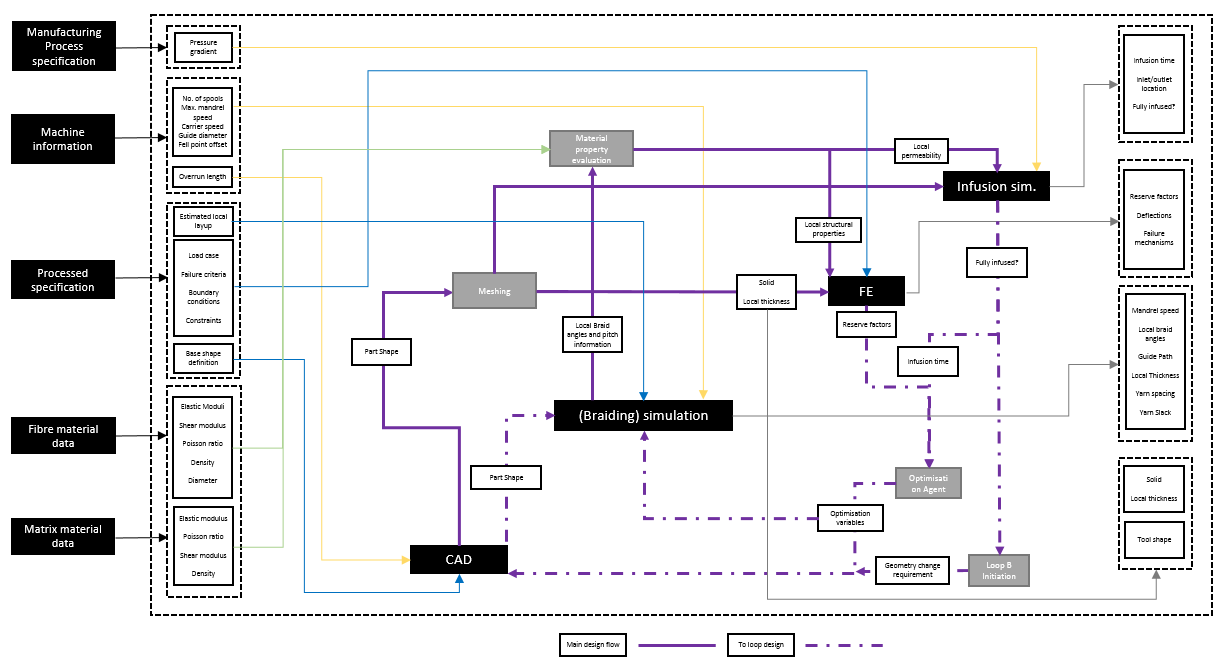 Manufacturing
Process
specification
Machine
information
Processed
specification
Fibre material
data
Matrix material
data
Pressure
gradient
No. of spools
Max. mandrel
speed
Carrier speed
Guide diameter
Fell point offset
Overrun length
Estimated local
layup
Load case
Failure criteria
Boundary
conditions
Constraints
Base shape
definition
Elastic Moduli
Shear modulus
Poisson ratio
Density
Diameter
Elastic modulus
Poisson ratio
Shear modulus
Density
Material
property
evaluation
Local
permeability
Infusion sim.
Local structural
properties
Fully infused?
Meshing
Solid
Local thickness
FE
Part Shape
Local Braid
angles and pitch
information
Reserve factors
Infusion time
(Braiding) simulation
Part Shape
Optimisati
on Agent
Optimisation
variables
CAD
Geometry change
requirement
Loop B
Initiation
Infusion time
Inlet/outlet
location
Fully infused?
Reserve factors
Deflections
Failure
mechanisms
Mandrel speed
Local braid
angles
Guide Path
Local Thickness
Yarn spacing
Yarn Slack
Solid
Local thickness
Tool shape
Main design flow
To loop design